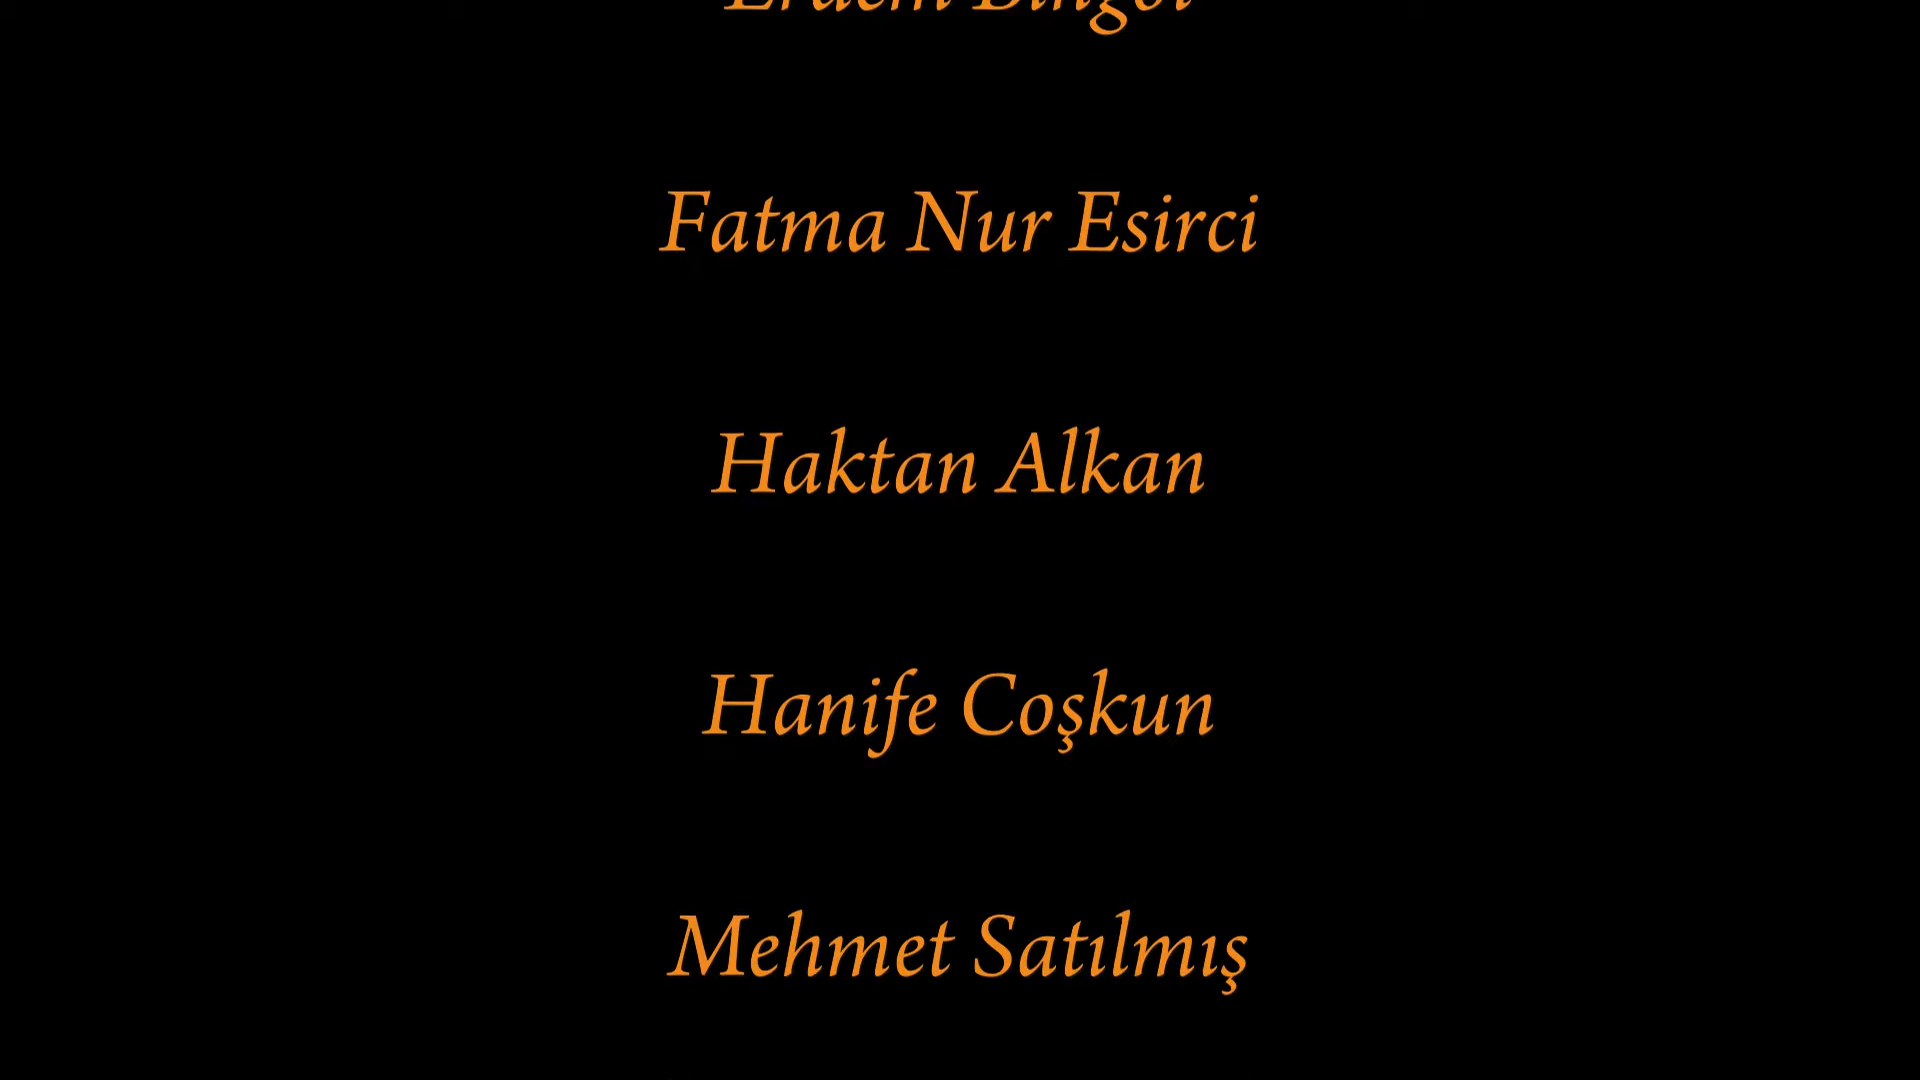 Fatma Nur Esirci
Haktan Alkan
Hanife Coşkun
Mehmet Satılmış